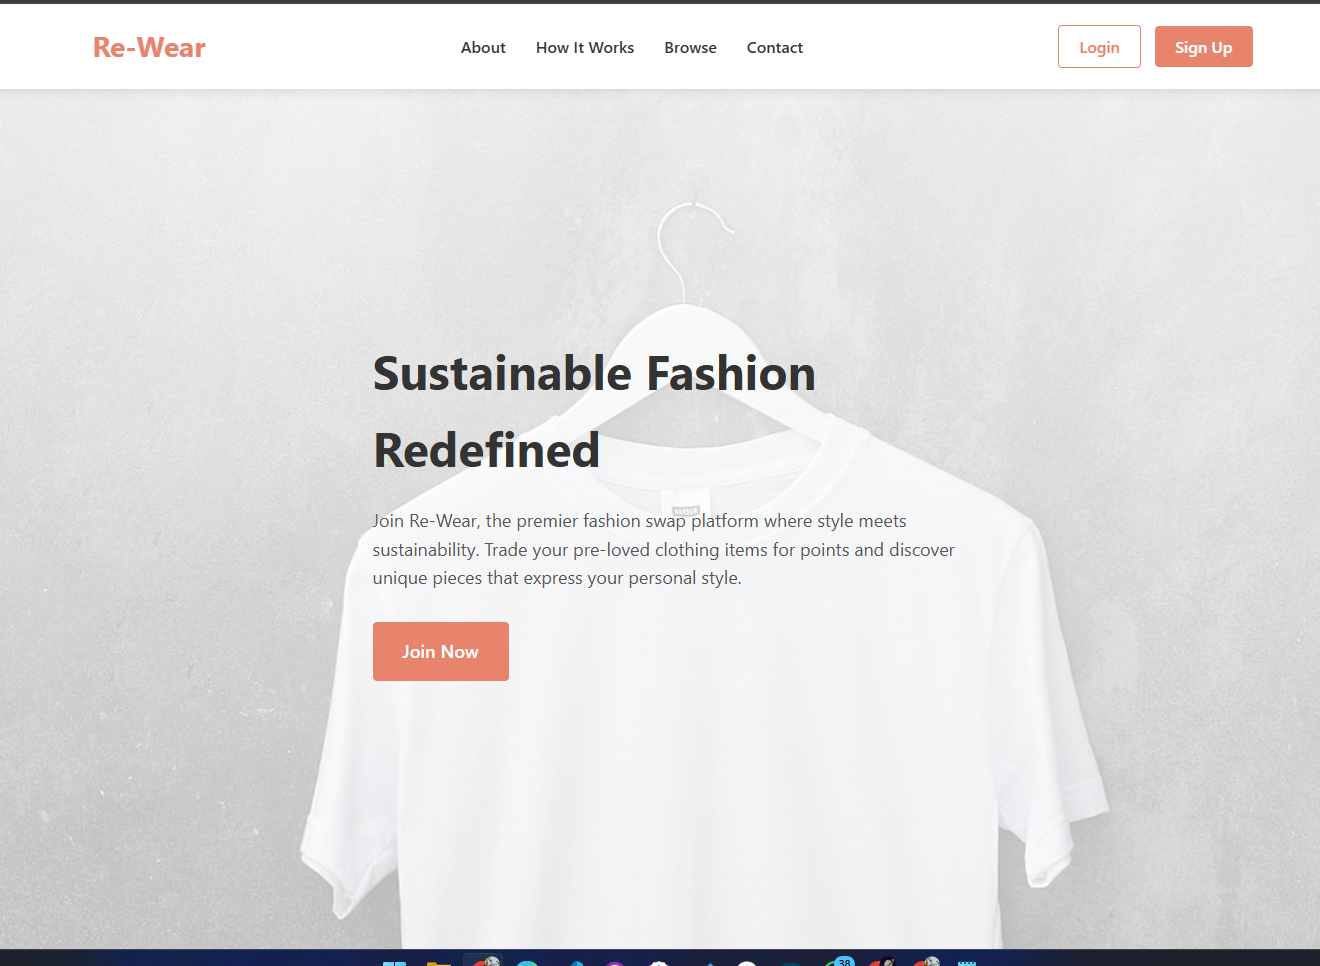 Re-Wear
About How It Works Browse Contact
Login Sign Up
Sustainable Fashion
Redefined
Join Re-Wear, the premier fashion swap platform where style meets
sustainability. Trade your pre-loved clothing items for points and discover
unique pieces that express your personal style.
Join Now
38